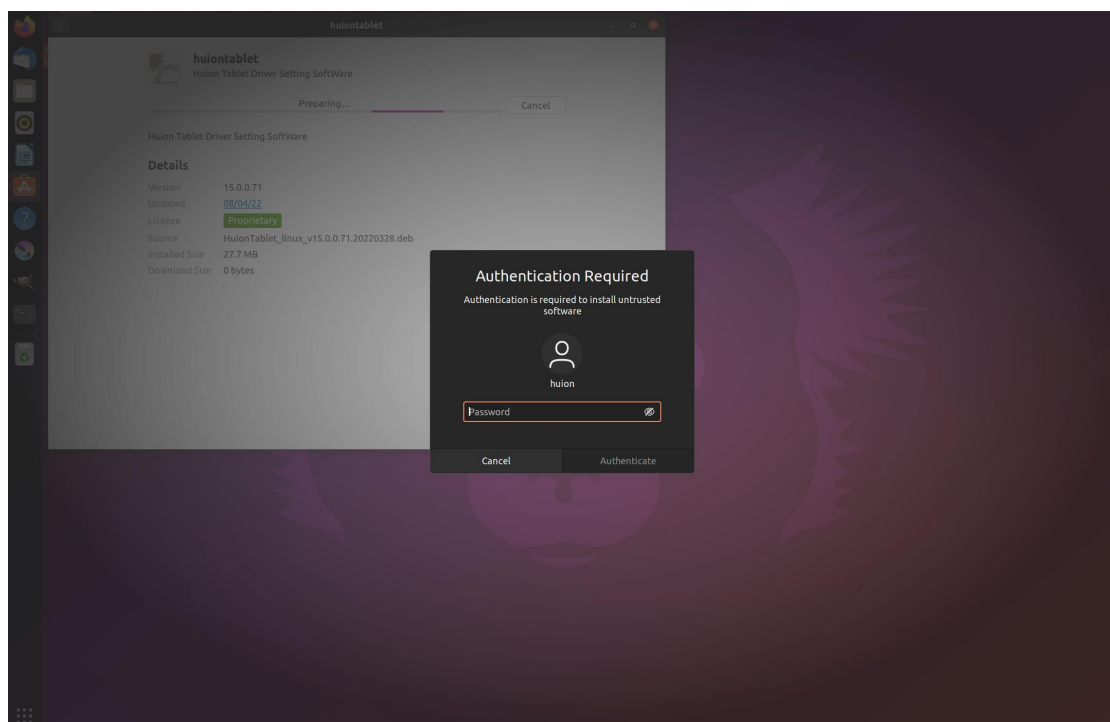 huiontablet
huiontablet
Huion Tablet Driver Setting SoftWare
Preparing...
Cancel
Huion Tablet Driver Setting SoftWare
Details
Version 15.0.0.71
Updated 08/04/22
Licence Proprietary
Source HuionTablet_linux_v15.0.0.71.20220328.deb
Installed Size 27.7 MB
Download Size 0 bytes
Authentication Required
Authentication is required to install untrusted
software
huion
Password
Cancel Authenticate